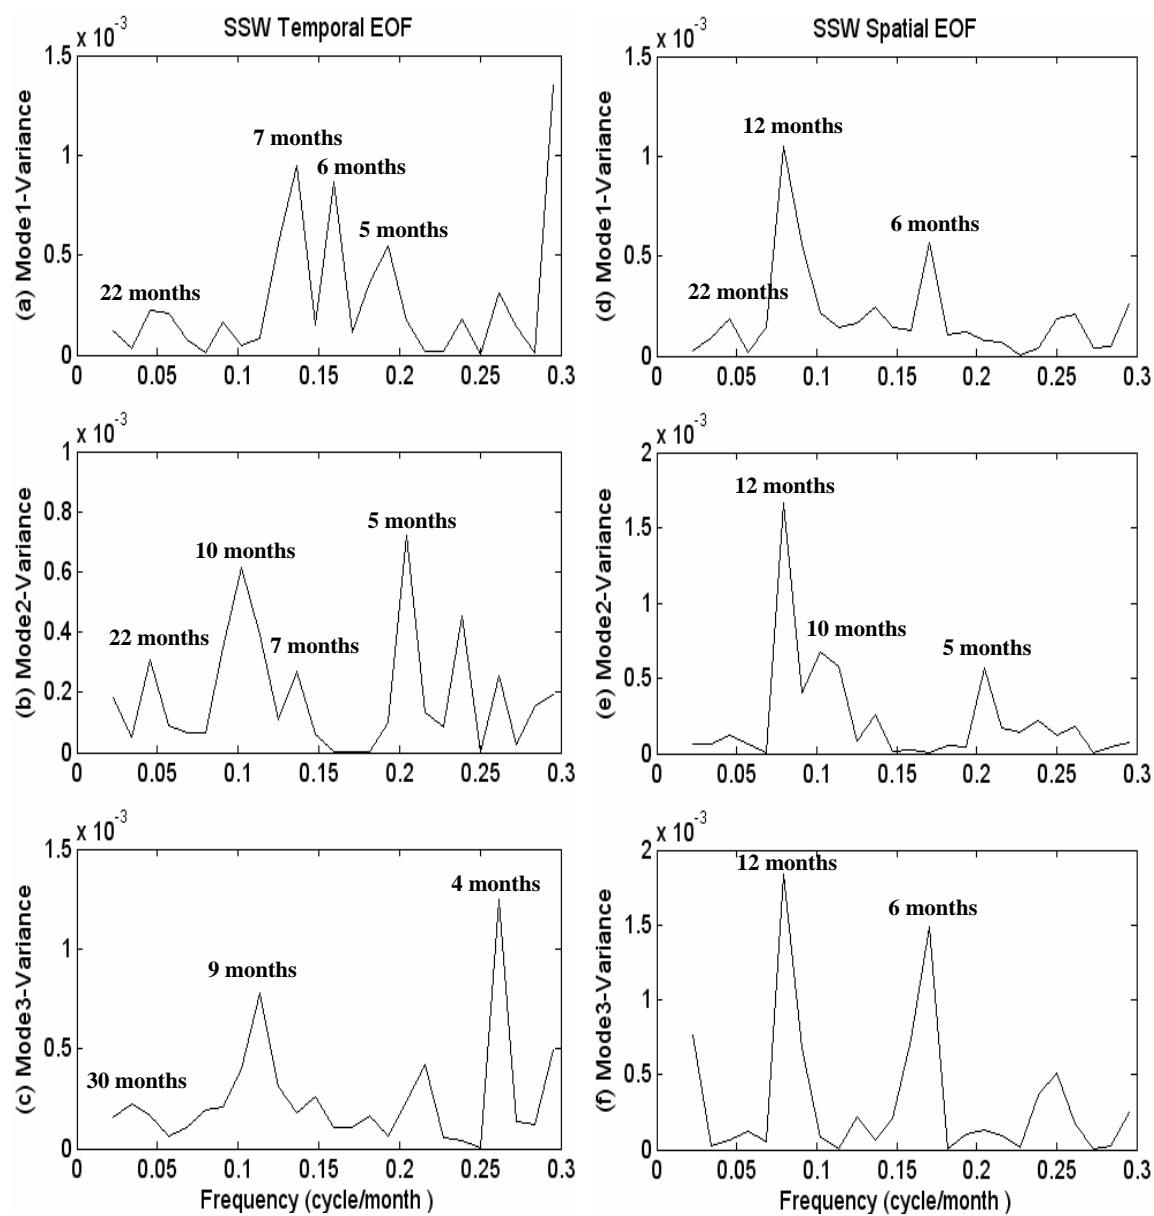 SSW Temporal EOF
x 10-3
1.5
1
0.5
0
(a) Mode1-Variance
7 months
6 months
5 months
22 months
0 0.05 0.1 0.15 0.2 0.25 0.3
SSW Spatial EOF
x 10-3
1.5
1
0.5
0
(d) Mode1-Variance
12 months
6 months
22 months
0 0.05 0.1 0.15 0.2 0.25 0.3
x 10-3
1
0.8
0.6
0.4
0.2
0
(b) Mode2-Variance
5 months
10 months
22 months
7 months
0 0.05 0.1 0.15 0.2 0.25 0.3
x 10-3
2
1.5
1
0.5
0
(e) Mode2-Variance
12 months
10 months
5 months
0 0.05 0.1 0.15 0.2 0.25 0.3
x 10-3
1.5
1
0.5
0
(c) Mode3-Variance
4 months
9 months
30 months
0 0.05 0.1 0.15 0.2 0.25 0.3
Frequency (cycle/month )
x 10-3
2
1.5
1
0.5
0
(f) Mode3-Variance
12 months
6 months
0 0.05 0.1 0.15 0.2 0.25 0.3
Frequency (cycle/month )